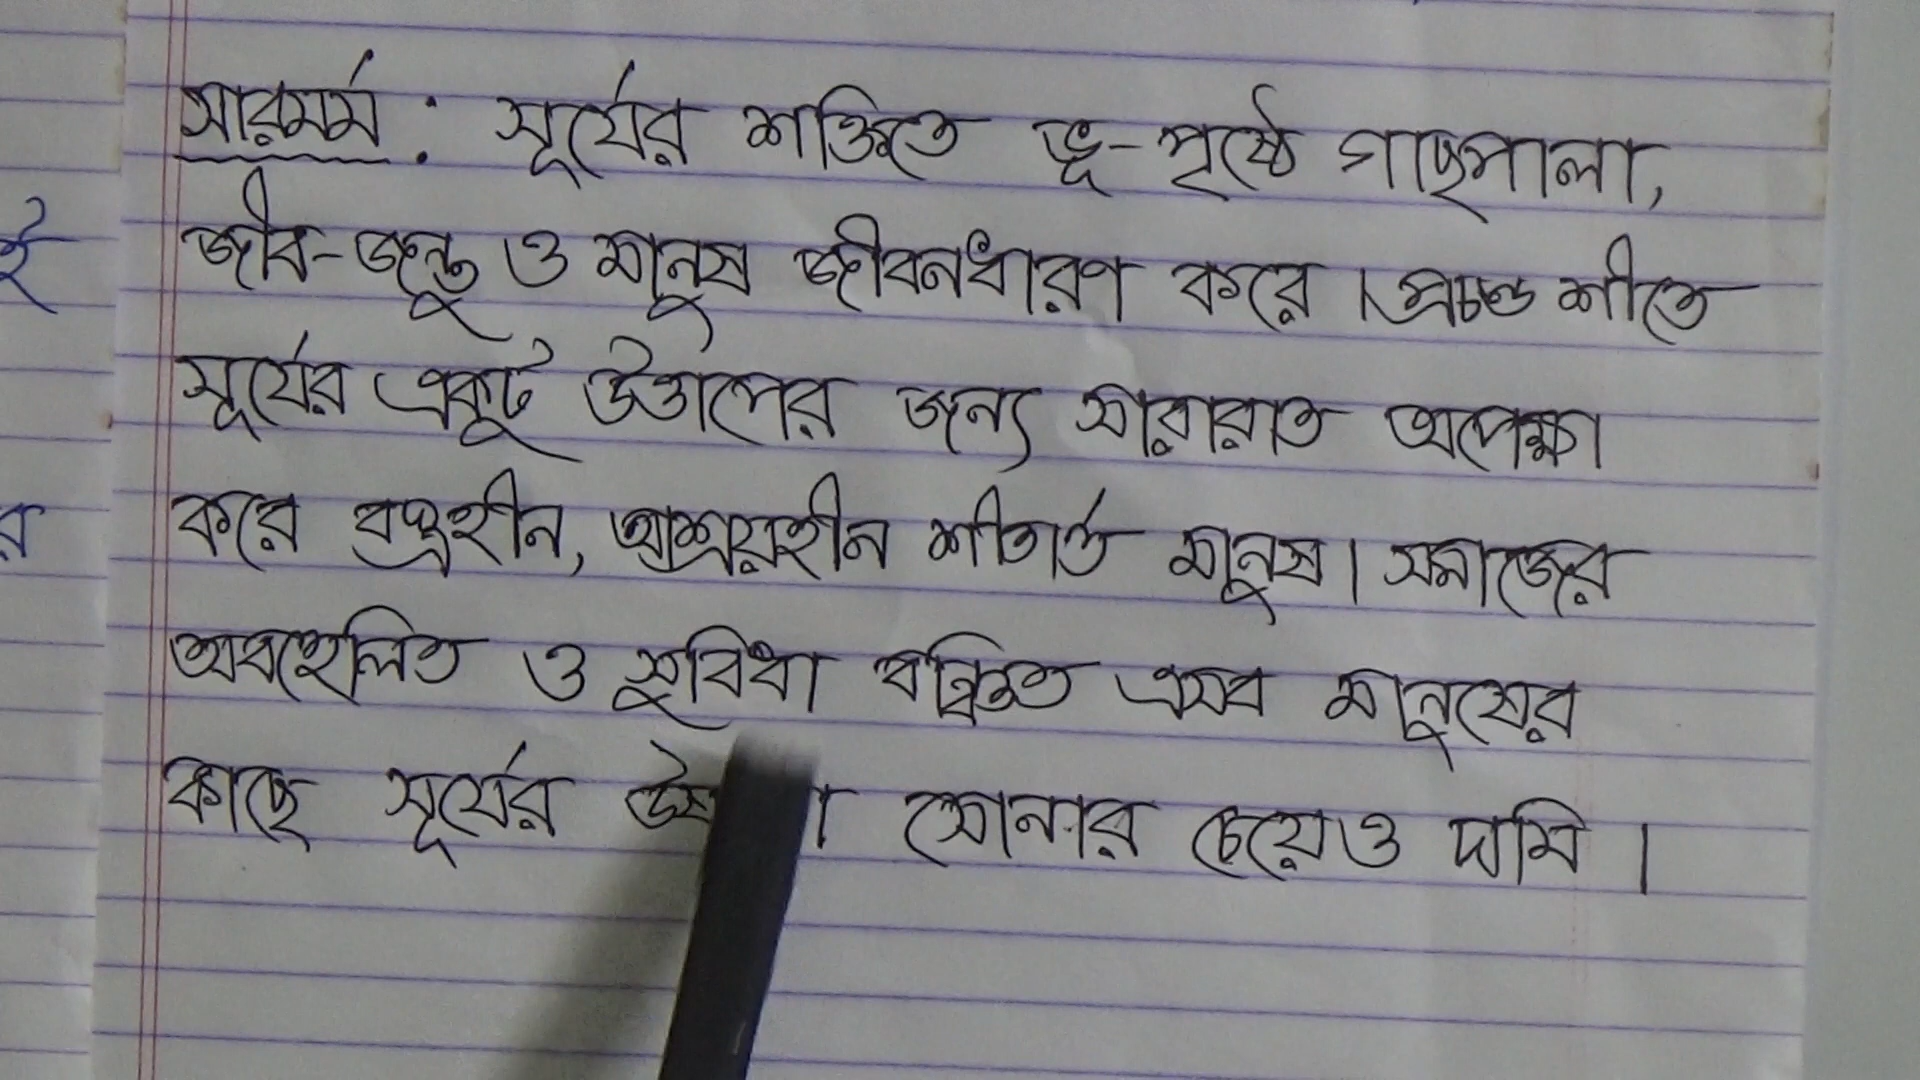 সারমর্ম : সূর্যের শক্তিতে ভূ-পৃষ্ঠে গাছপালা,
জীব-জন্তু ও মানুষ জীবনধারণ করে । প্রচন্ড শীতে
সূর্যের একটু উত্তাপের জন্য সারারাত অপেক্ষা
করে বস্ত্রহীন, আশ্রয়হীন শীতার্ত মানুষ । সমাজের
অবহেলিত ও সুবিধা বঞ্চিত এসব মানুষের
কাছে সূর্যের সোনার চেয়েও দামি ।
ই
র